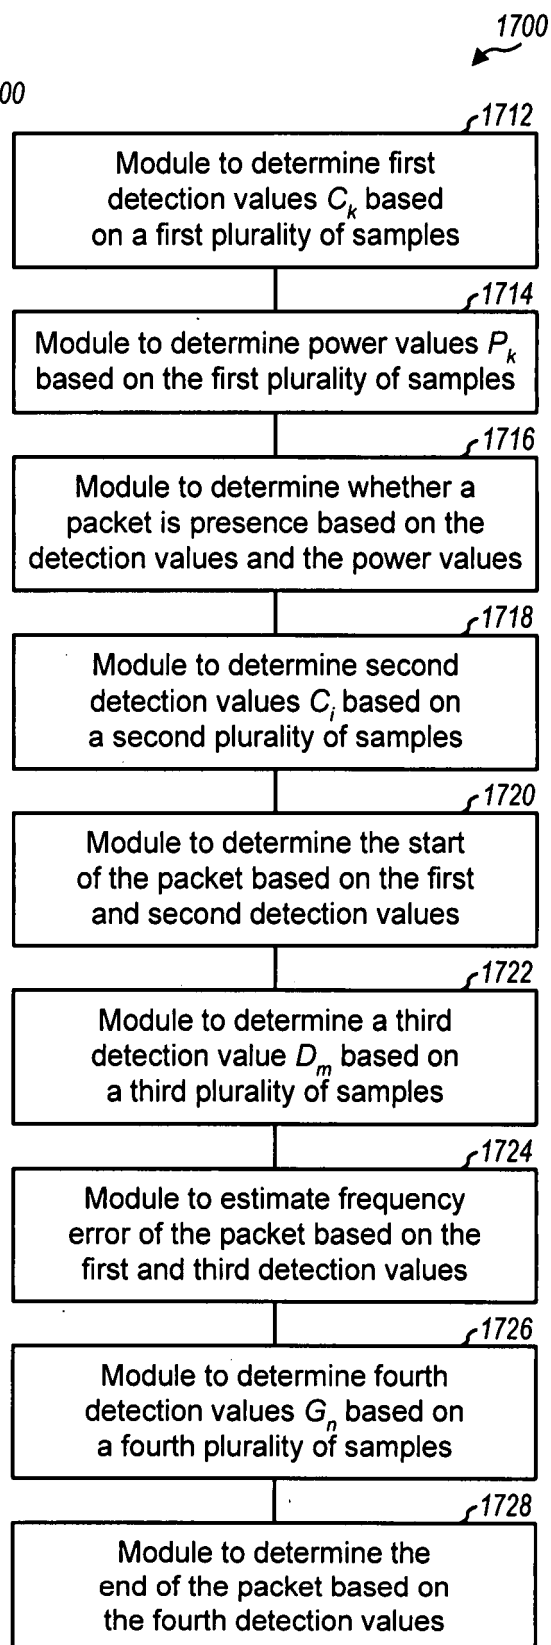 1700
00
1712
Module to determine first
detection values Ck based
on a first plurality of samples
1714
Module to determine power values Pk
based on the first plurality of samples
1716
Module to determine whether a
packet is presence based on the
detection values and the power values
1718
Module to determine second
detection values Ci based on
a second plurality of samples
1720
Module to determine the start
of the packet based on the first
and second detection values
1722
Module to determine a third
detection value Dm based on
a third plurality of samples
1724
Module to estimate frequency
error of the packet based on the
first and third detection values
1726
Module to determine fourth
detection values Gn based on
a fourth plurality of samples
1728
Module to determine the
end of the packet based on
the fourth detection values